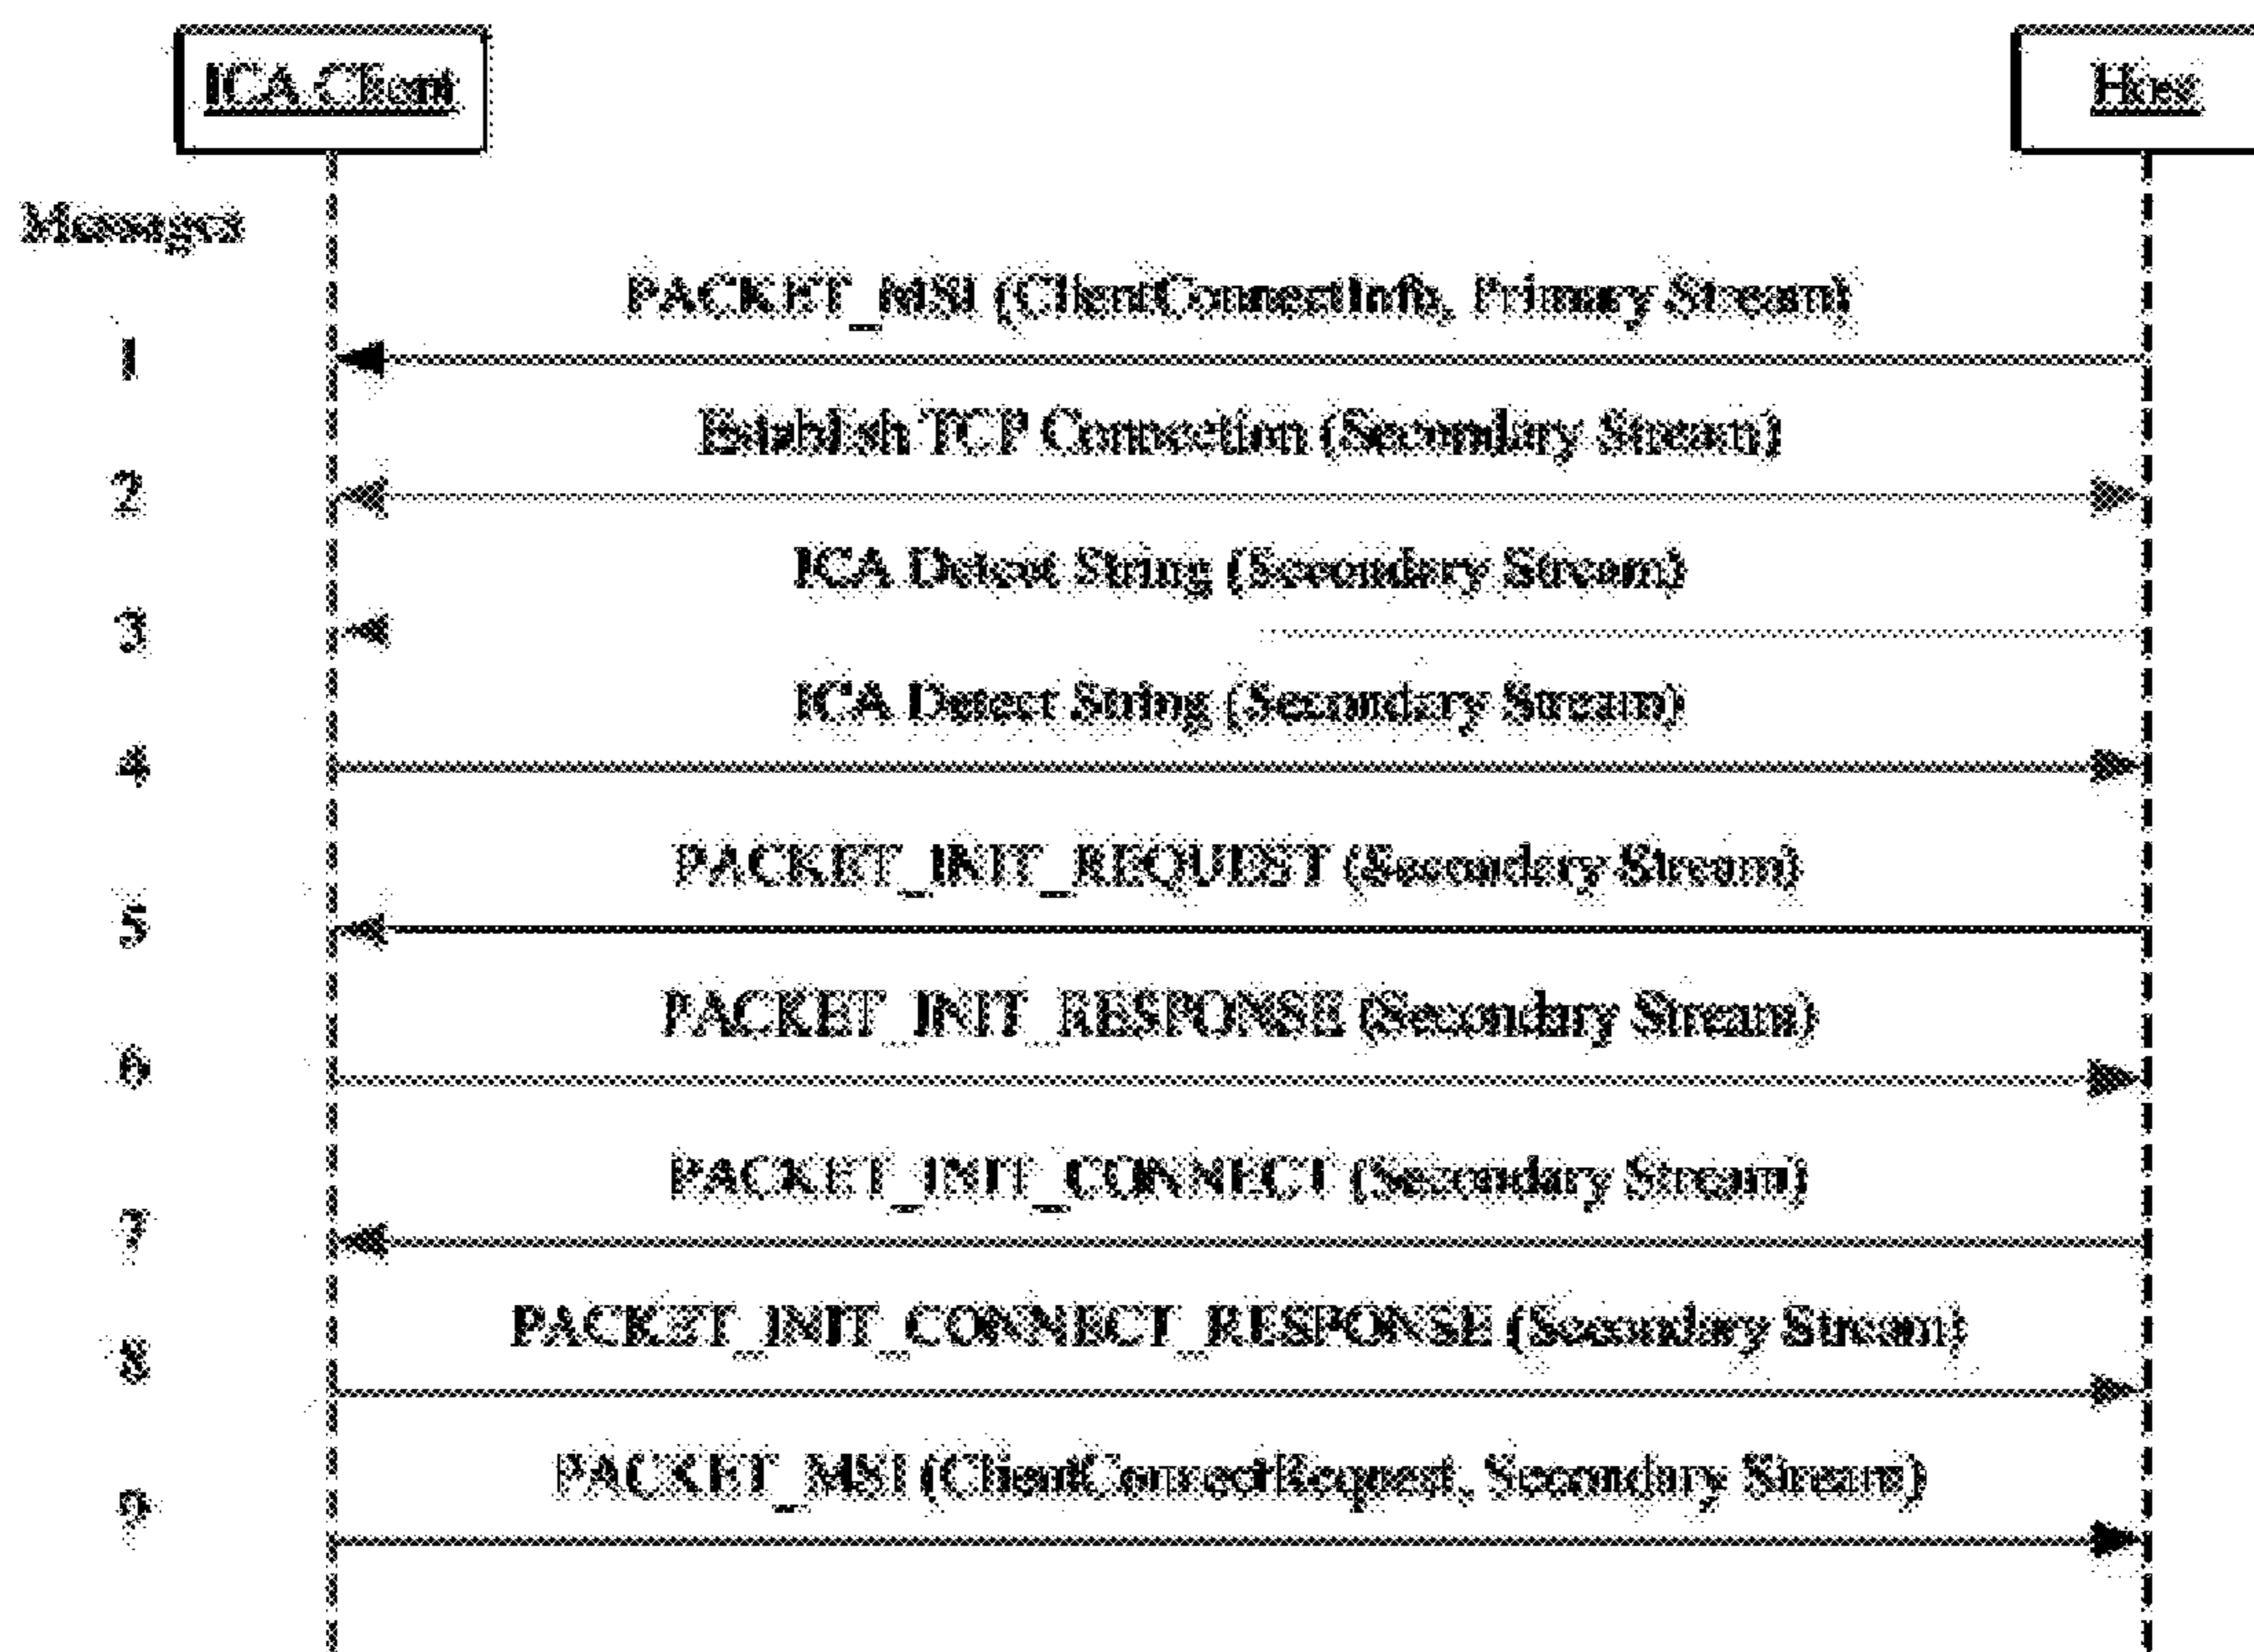 ICA Client
Host
Messages
PACKET_MSI (ClientConnectInfo, Primary Stream)
1
Establish TCP Connection (Secondary Stream)
2
ICA Detect String (Secondary Stream)
3
ICA Detect String (Secondary Stream)
4
PACKET_INIT_REQUEST (Secondary Stream)
5
PACKET_INIT_RESPONSE (Secondary Stream)
6
PACKET_INIT_CONNECT (Secondary Stream)
7
PACKET_INIT_CONNECT_RESPONSE (Secondary Stream)
8
PACKET_MSI (ClientConnectRequest, Secondary Stream)
9